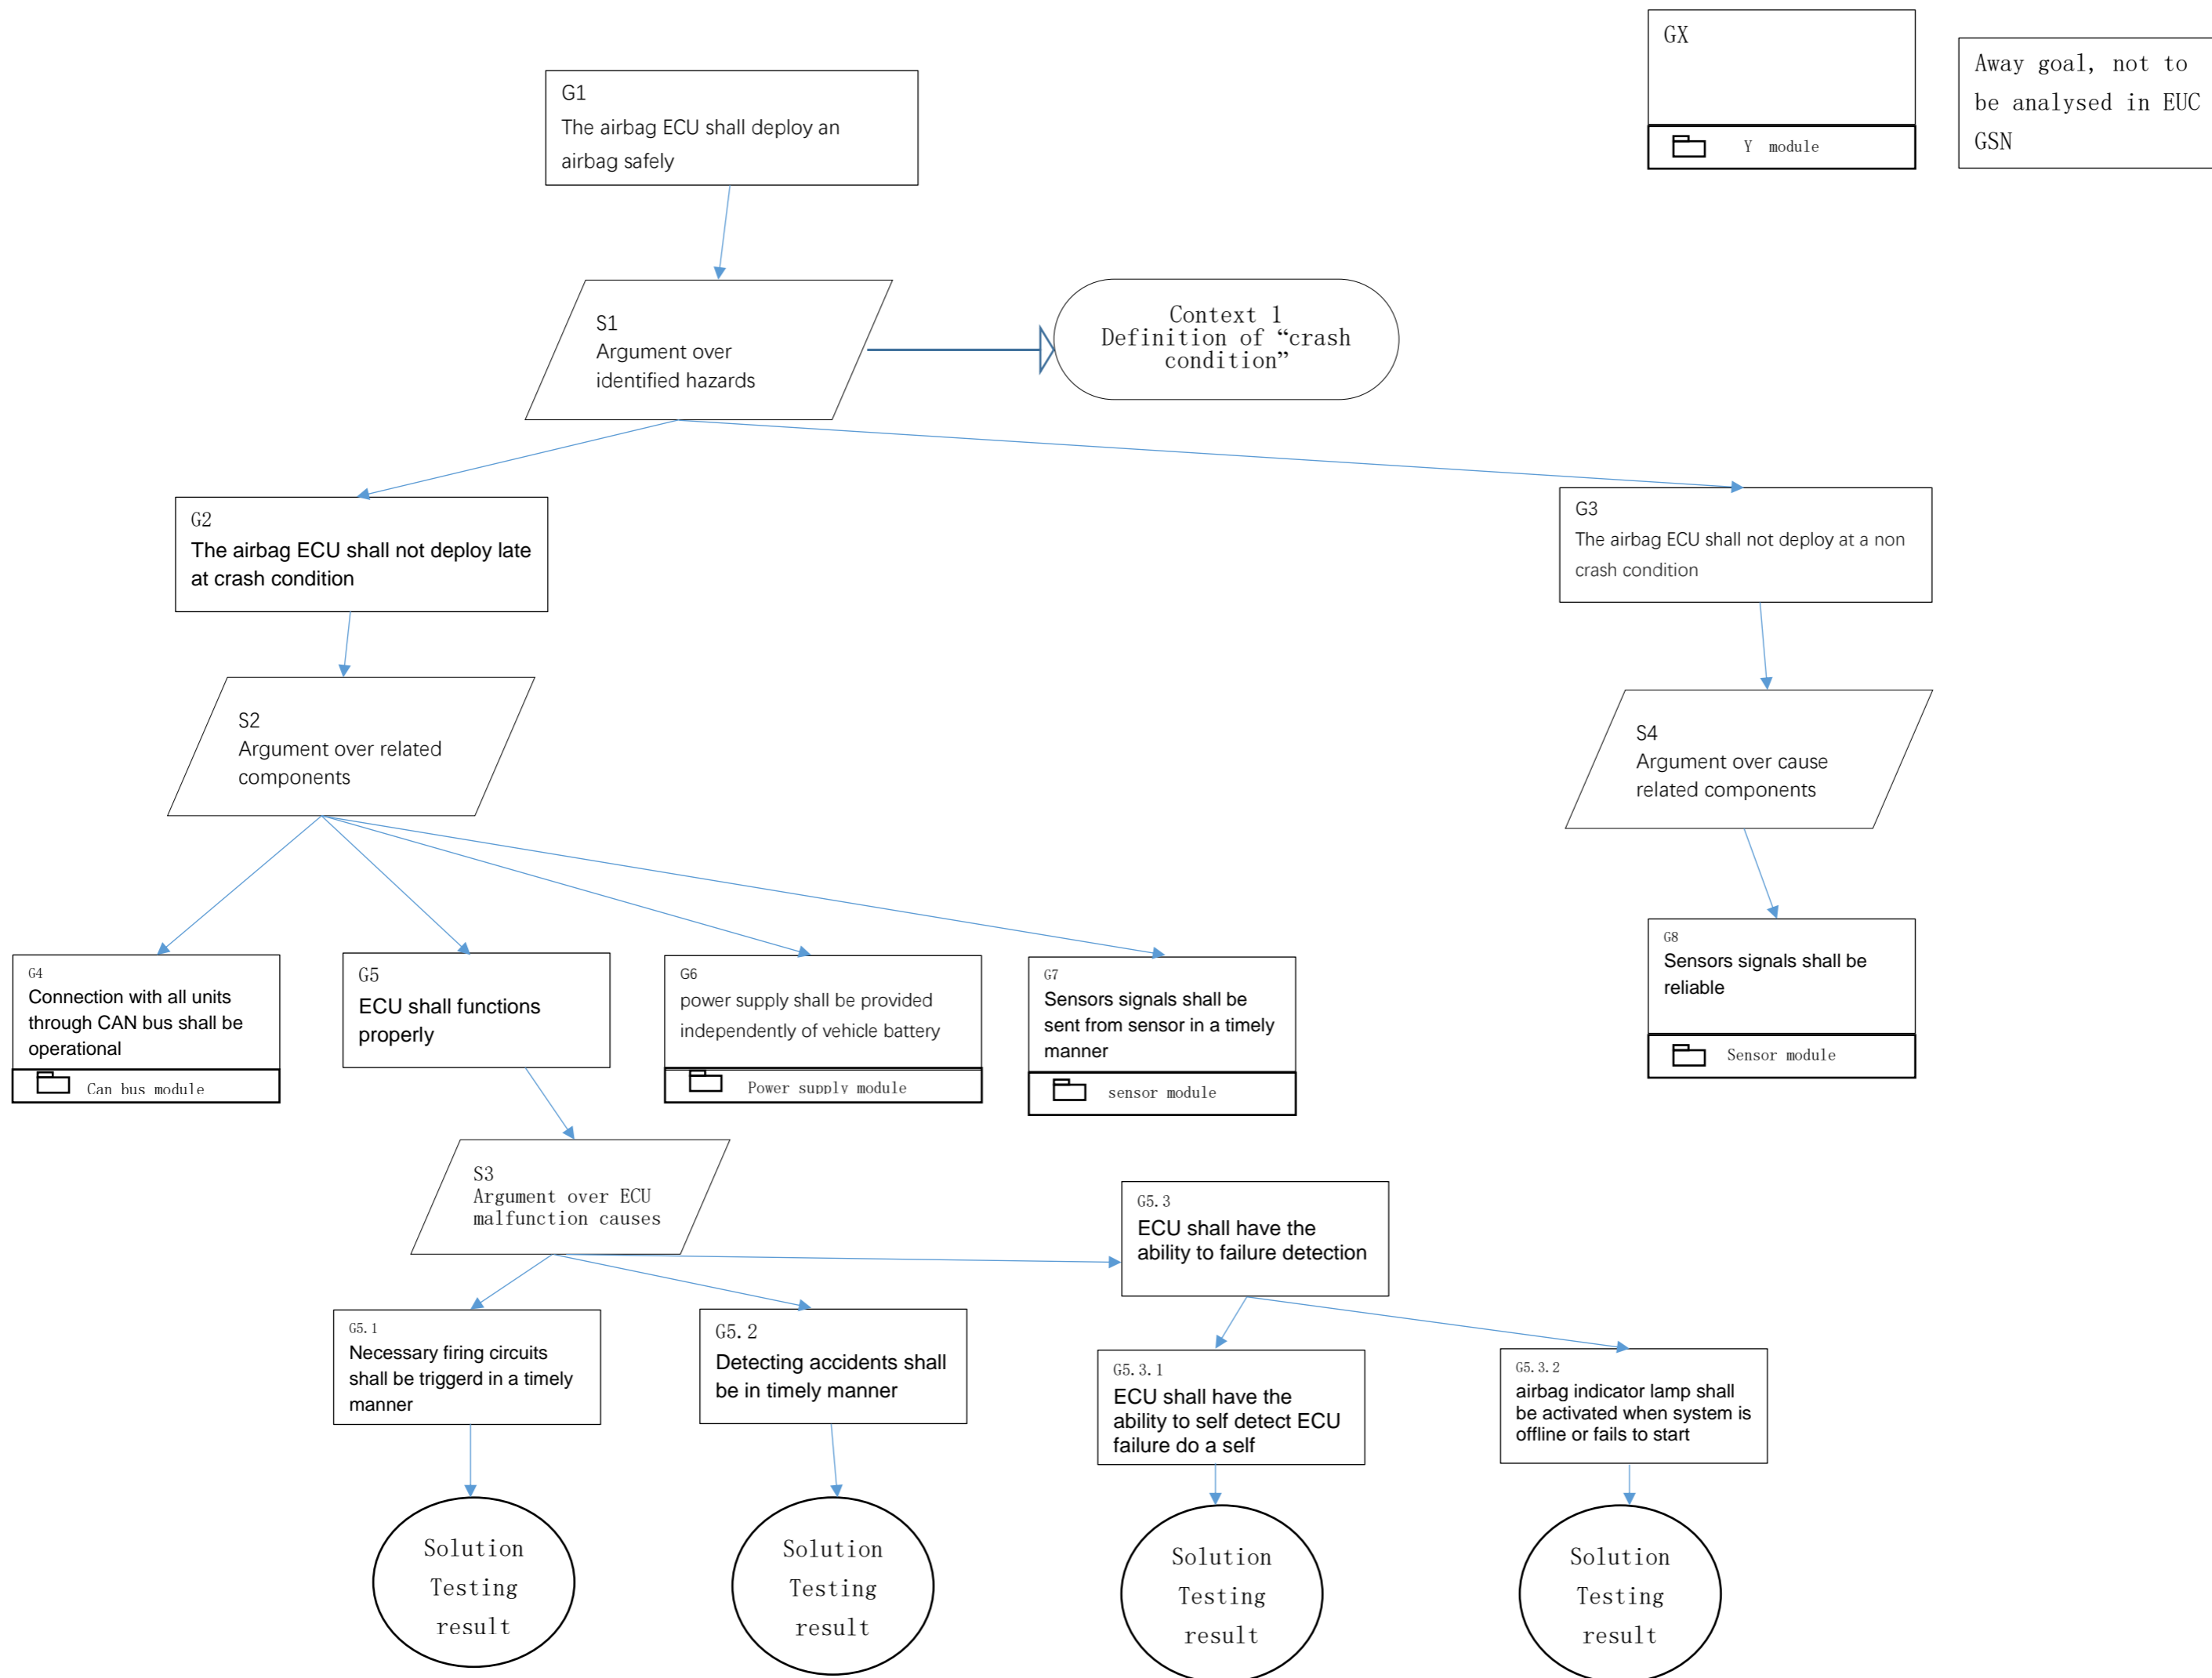 GX
Y module
Away goal, not to
be analysed in EUC
GSN
G1
The airbag ECU shall deploy an
airbag safely
S1
Argument over
identified hazards
Context 1
Definition of “crash
condition”
G2
The airbag ECU shall not deploy late
at crash condition
G3
The airbag ECU shall not deploy at a non
crash condition
S2
Argument over related
components
S4
Argument over cause
related components
G4
Connection with all units
through CAN bus shall be
operational
Can bus module
G5
ECU shall functions
properly
G6
power supply shall be provided
independently of vehicle battery
Power supply module
G7
Sensors signals shall be
sent from sensor in a timely
manner
sensor module
G8
Sensors signals shall be
reliable
Sensor module
S3
Argument over ECU
malfunction causes
G5.3
ECU shall have the
ability to failure detection
G5.1
Necessary firing circuits
shall be triggerd in a timely
manner
G5.2
Detecting accidents shall
be in timely manner
G5.3.1
ECU shall have the
ability to self detect ECU
failure do a self
G5.3.2
airbag indicator lamp shall
be activated when system is
offline or fails to start
Solution
Testing
result
Solution
Testing
result
Solution
Testing
result
Solution
Testing
result